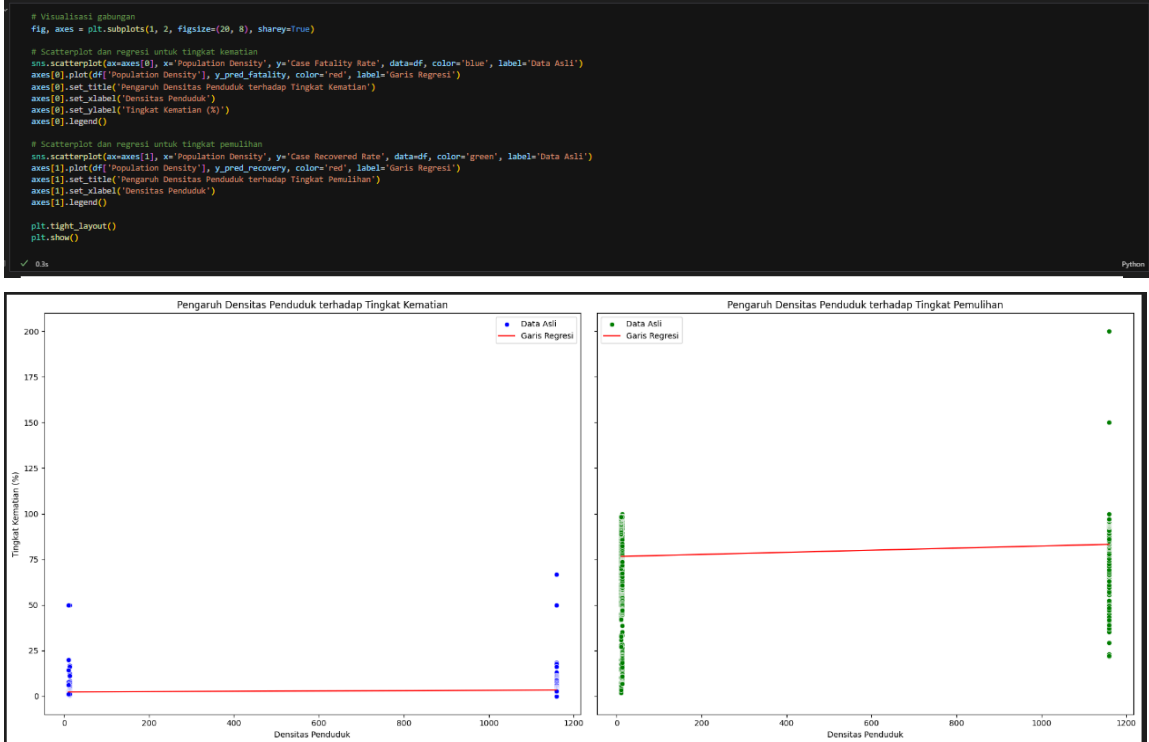 # Visualisasi gabungan
fig, axes = plt.subplots(1, 2, figsize=(20, 8), sharey=True)
# Scatterplot dan regresi untuk tingkat kematian
sns.scatterplot(ax=axes[0], x='Population Density', y='Case Fatality Rate', data=df, color='blue', label='Data Asli')
axes[0].plot(df['Population Density'], y_pred_fatality, color='red', label='Garis Regresi')
axes[0].set_title('Pengaruh Densitas Penduduk terhadap Tingkat Kematian')
axes[0].set_xlabel('Densitas Penduduk')
axes[0].set_ylabel('Tingkat Kematian (%)')
axes[0].legend()
# Scatterplot dan regresi untuk tingkat pemulihan
sns.scatterplot(ax=axes[1], x='Population Density', y='Case Recovered Rate', data=df, color='green', label='Data Asli')
axes[1].plot(df['Population Density'], y_pred_recovery, color='red', label='Garis Regresi')
axes[1].set_title('Pengaruh Densitas Penduduk terhadap Tingkat Pemulihan')
axes[1].set_xlabel('Densitas Penduduk')
axes[1].legend()
plt.tight_layout()
plt.show()
✓ 0.3s
Python
Pengaruh Densitas Penduduk terhadap Tingkat Kematian
Data Asli
Garis Regresi
200
175
150
125
100
75
50
25
0
Tingkat Kematian (%)
0 200 400 600 800 1000 1200
Densitas Penduduk
Pengaruh Densitas Penduduk terhadap Tingkat Pemulihan
Data Asli
Garis Regresi
0 200 400 600 800 1000 1200
Densitas Penduduk